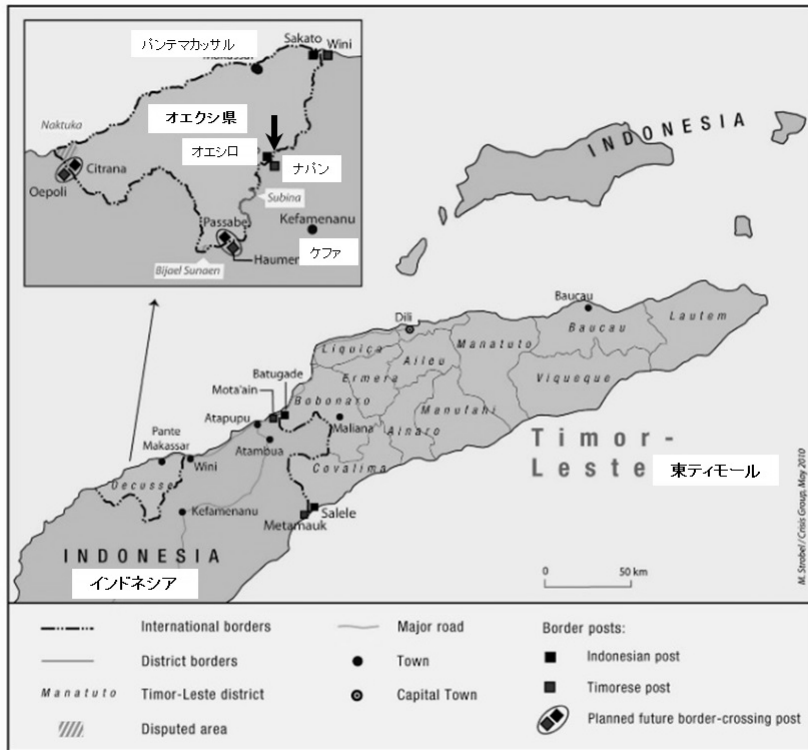 バンテマカッサル
Sakato
Wini
Naktuka
オエクシ県
オエシロ
ナパン
Citrana
Oepoli
Subina
Passabe
Kefamenanu
ケファ
Haumen
Bijael Sunaen
INDONESIA
Dili
Baucau
Lautem
Baucau
Manatuto
Liquiça
Aileu
Ermera
Viqueque
Batugade
Mota'ain
Bobonaro
Manufahi
Atapupu
Maliana
Ainaro
Pante
Makassar
Wini
Atambua
Covalima
Timor-
Leste
東ティモール
Oecusse
Kefamenanu
Salele
Metamauk
INDONESIA
インドネシア
0 50 km
M. Strobel / Crisis Group, May 2010
International borders
District borders
Manatuto Timor-Leste district
Disputed area
Major road
Town
Capital Town
Border posts:
Indonesian post
Timorese post
Planned future border-crossing post